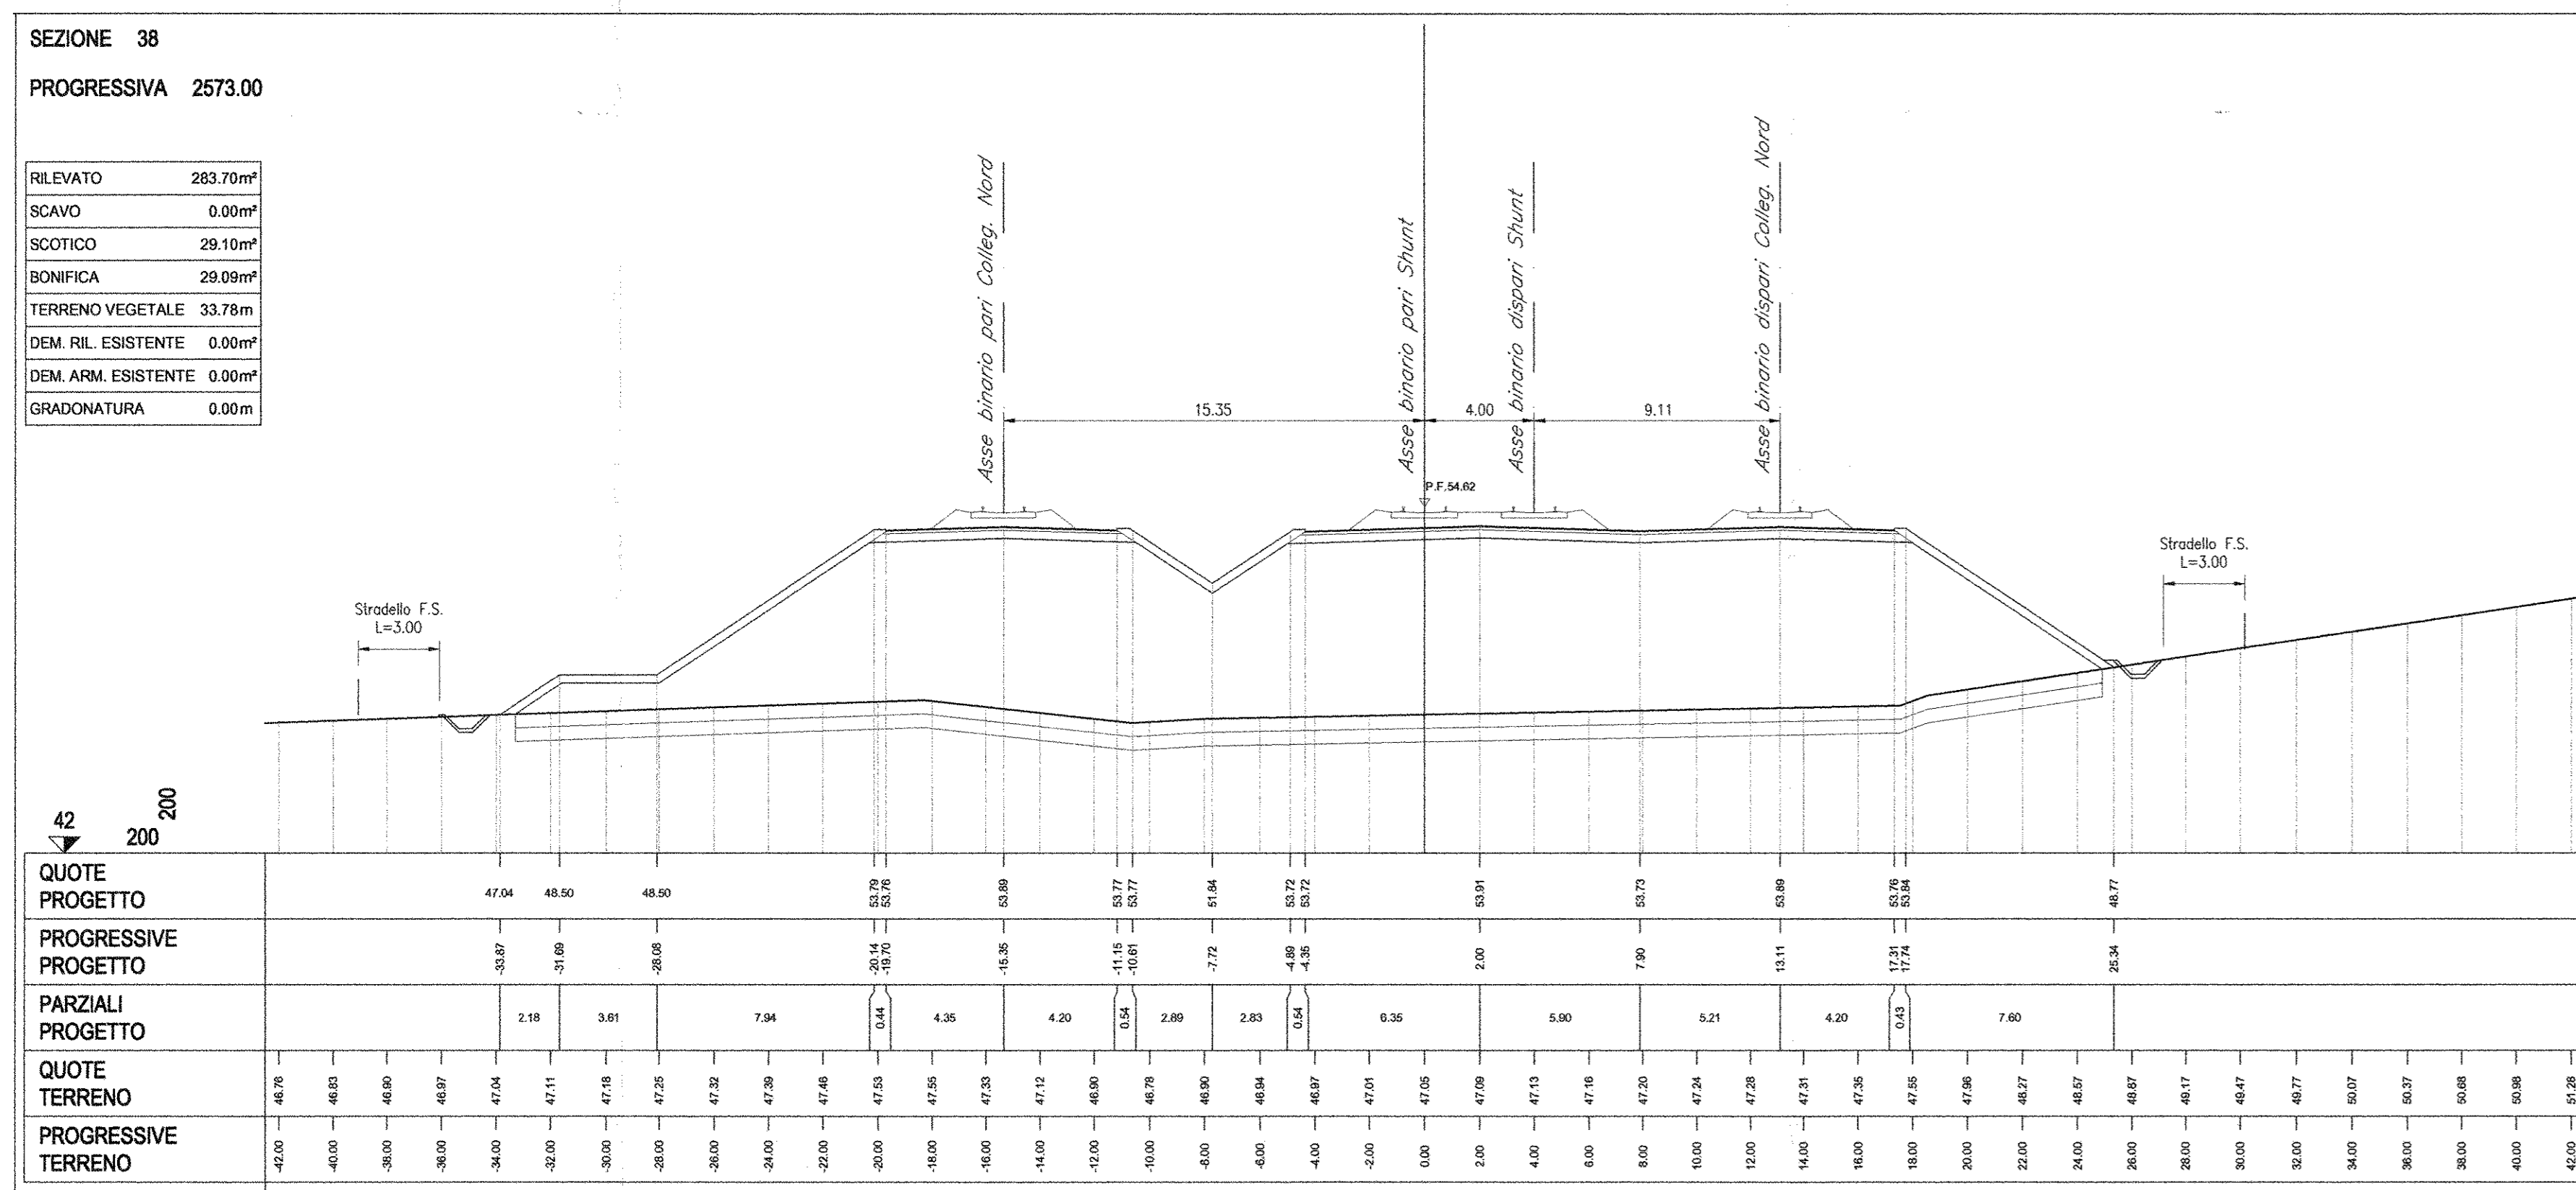 SEZIONE 38
PROGRESSIVA 2573.00
RILEVATO 283.70m²
SCAVO 0.00m²
SCOTICO 29.10m²
BONIFICA 29.09m²
TERRENO VEGETALE 33.78m
DEM. RIL. ESISTENTE 0.00m²
DEM. ARM. ESISTENTE 0.00m²
GRADONATURA 0.00m
Asse binario pari Colleg. Nord
Asse binario pari Shunt
Asse binario dispari Shunt
Asse binario dispari Colleg. Nord
15.35 4.00 9.11
P.F.54.62
Stradello F.S.
L=3.00
Stradello F.S.
L=3.00
42 200 200
QUOTE PROGETTO
47.04 48.50 48.50 53.79 53.76 53.89 53.77 53.77 51.84 53.72 53.72 53.91 53.73 53.89 53.76 53.84 48.77
PROGRESSIVE PROGETTO
-33.87 -31.69 -28.08 -20.14 -19.70 -15.35 -11.15 -10.61 -7.72 -4.89 -4.35 2.00 7.90 13.11 17.31 17.74 25.34
PARZIALI PROGETTO
2.18 3.61 7.94 0.44 4.35 4.20 0.54 2.89 2.83 0.54 6.35 5.90 5.21 4.20 0.43 7.60
QUOTE TERRENO
46.76 46.83 46.90 46.97 47.04 47.11 47.18 47.25 47.32 47.39 47.46 47.53 47.55 47.33 47.12 46.90 46.78 46.90 46.94 46.97 47.01 47.05 47.09 47.13 47.16 47.20 47.24 47.28 47.31 47.35 47.55 47.96 48.27 48.57 48.87 49.17 49.47 49.77 50.07 50.37 50.68 50.98 51.28
PROGRESSIVE TERRENO
-42.00 -40.00 -38.00 -36.00 -34.00 -32.00 -30.00 -28.00 -26.00 -24.00 -22.00 -20.00 -18.00 -16.00 -14.00 -12.00 -10.00 -8.00 -6.00 -4.00 -2.00 0.00 2.00 4.00 6.00 8.00 10.00 12.00 14.00 16.00 18.00 20.00 22.00 24.00 26.00 28.00 30.00 32.00 34.00 36.00 38.00 40.00 42.00